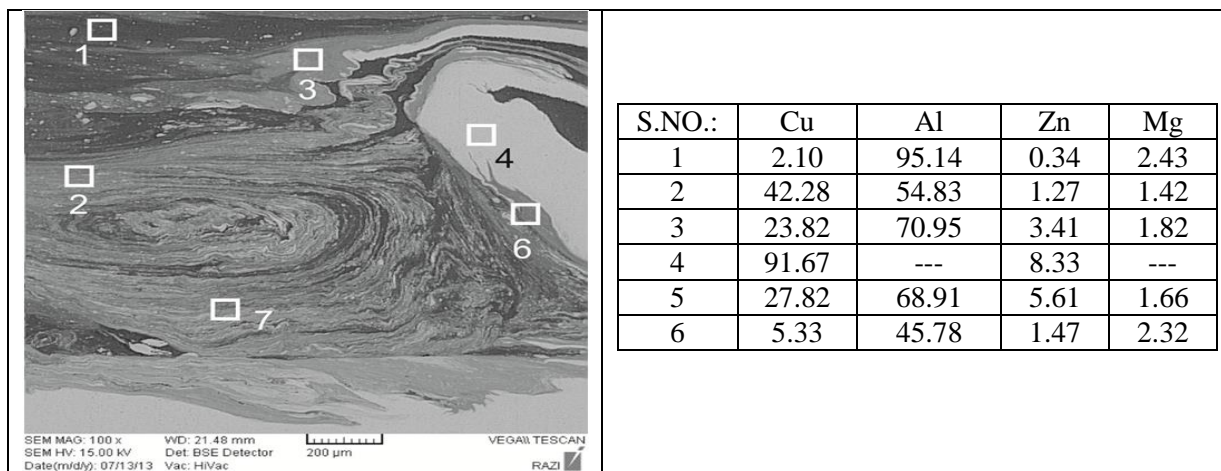 1
3
4
2
6
7
SEM MAG: 100 x WD: 21.48 mm VEGA\\ TESCAN
SEM HV: 15.00 kV Det: BSE Detector 200 µm
Date(m/d/y): 07/13/13 Vac: HiVac RAZI
S.NO.: Cu Al Zn Mg
1 2.10 95.14 0.34 2.43
2 42.28 54.83 1.27 1.42
3 23.82 70.95 3.41 1.82
4 91.67 --- 8.33 ---
5 27.82 68.91 5.61 1.66
6 5.33 45.78 1.47 2.32